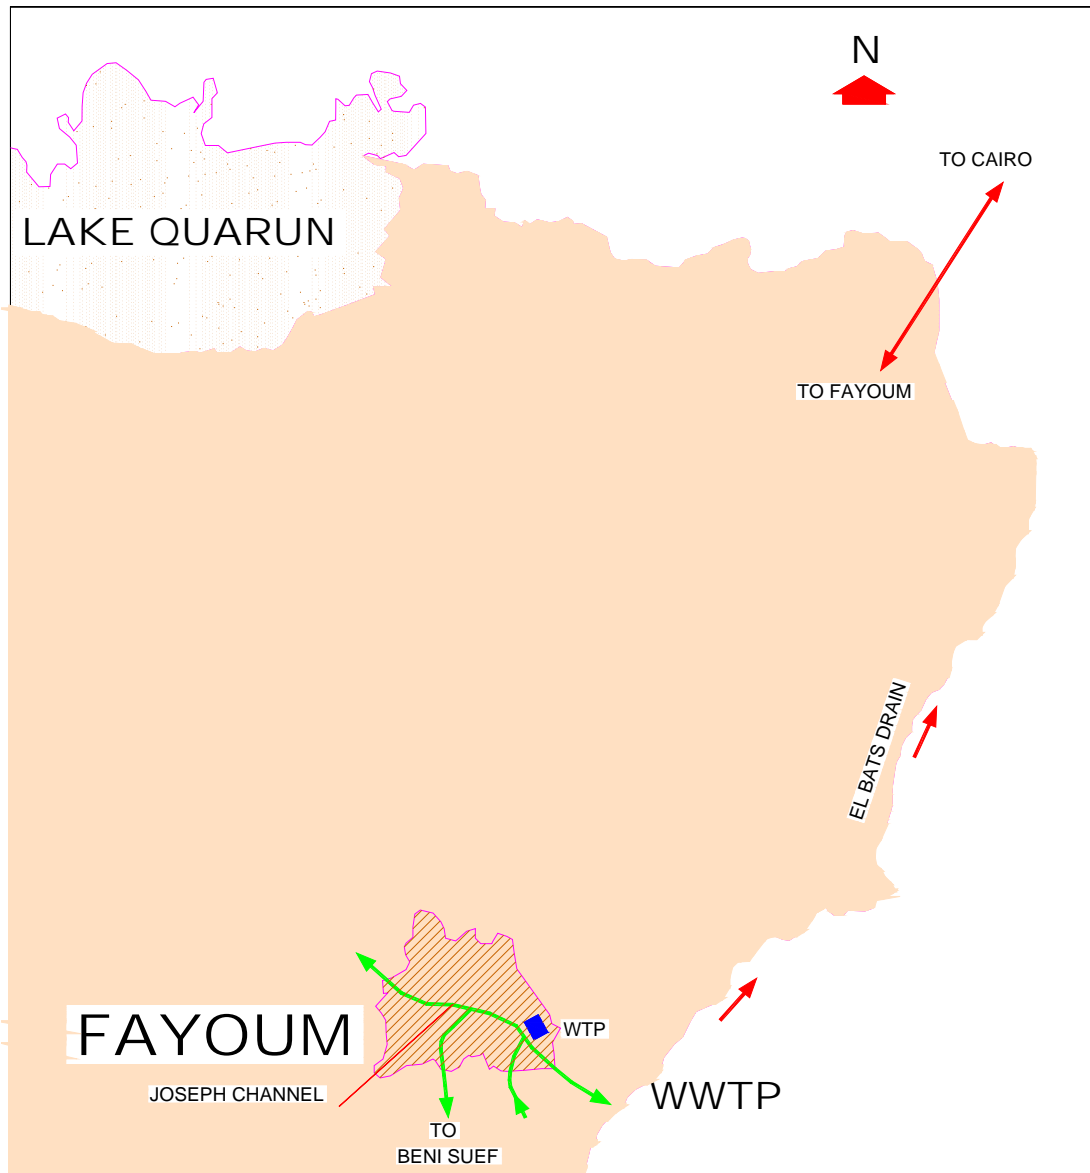 N
TO CAIRO
LAKE QUARUN
TO FAYOUM
EL BATS DRAIN
FAYOUM
WTP
JOSEPH CHANNEL
WWTP
TO
BENI SUEF